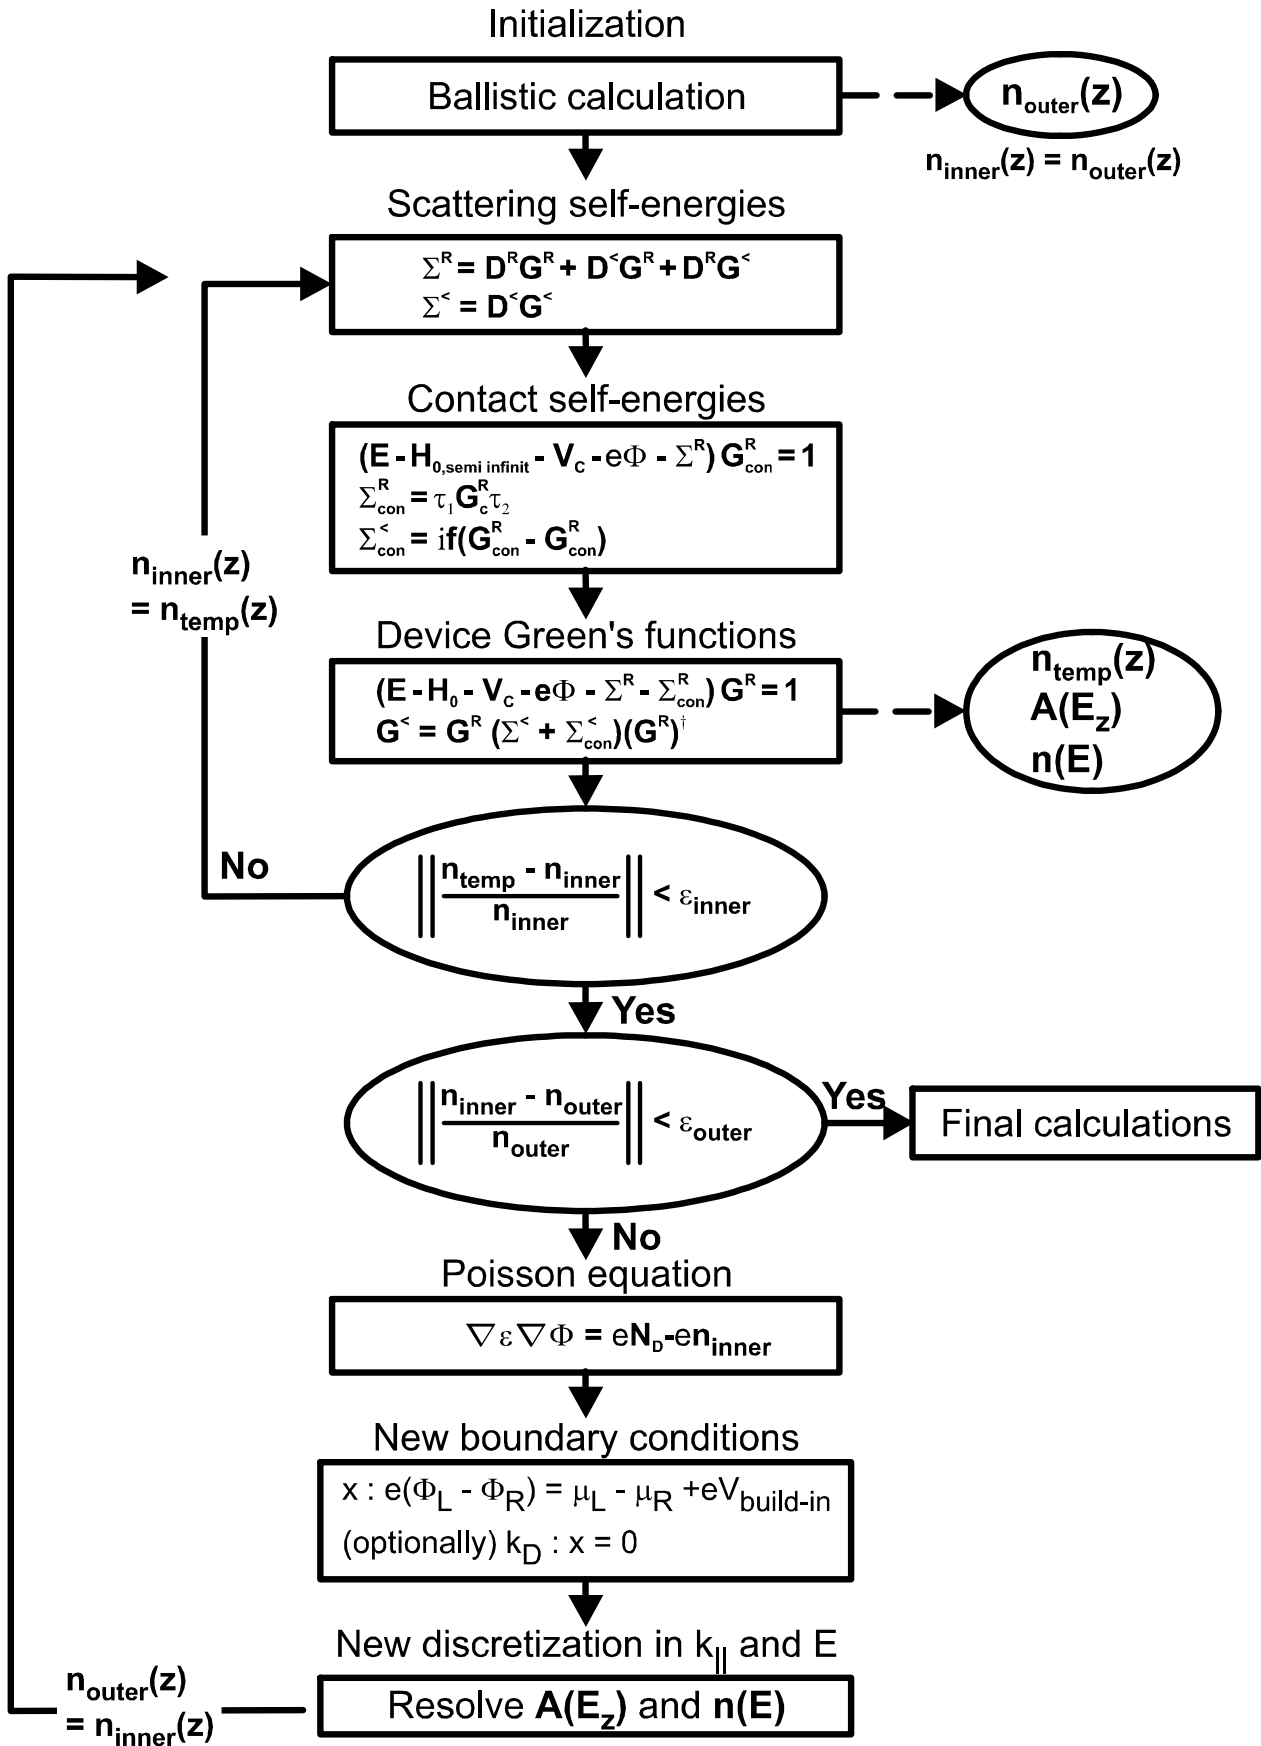 Initialization
Ballistic calculation
n_outer(z)
n_inner(z) = n_outer(z)
Scattering self-energies
Σ^R = D^R G^R + D^< G^R + D^R G^<
Σ^< = D^< G^<
Contact self-energies
(E - H_0,semi infinit - V_C - eΦ - Σ^R) G^R_con = 1
Σ^R_con = τ_1 G^R_c τ_2
Σ^<_con = if(G^R_con - G^R_con)
n_inner(z)
= n_temp(z)
Device Green's functions
(E - H_0 - V_C - eΦ - Σ^R - Σ^R_con) G^R = 1
G^< = G^R (Σ^< + Σ^<_con)(G^R)^†
n_temp(z)
A(E_z)
n(E)
No
||(n_temp - n_inner)/n_inner|| < ε_inner
Yes
||(n_inner - n_outer)/n_outer|| < ε_outer
Yes
Final calculations
No
Poisson equation
∇ε∇Φ = eN_D-en_inner
New boundary conditions
x : e(Φ_L - Φ_R) = μ_L - μ_R +eV_build-in
(optionally) k_D : x = 0
New discretization in k_|| and E
Resolve A(E_z) and n(E)
n_outer(z)
= n_inner(z)